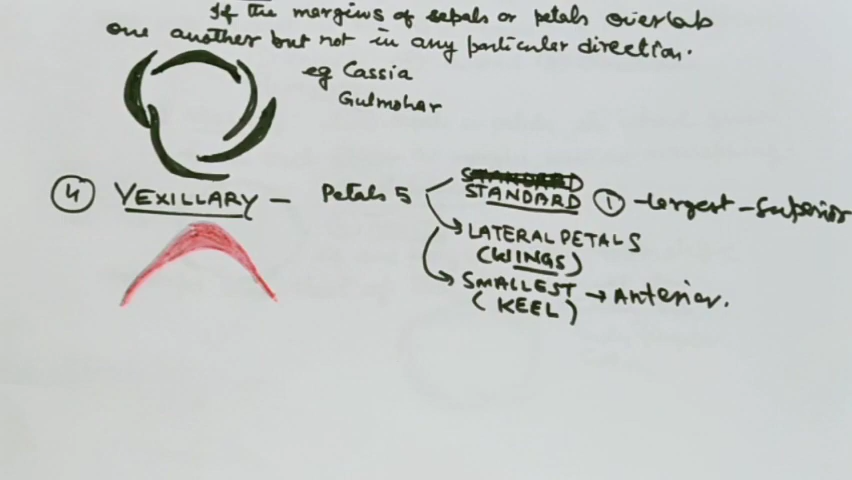 If the margins of sepals or petals overlab
one another but not in any particular direction.
eg Cassia
Gulmohar
④ VEXILLARY — Petals 5
STANDARD ① - largest - Superior
LATERAL PETALS
(WINGS)
SMALLEST → Anterior.
(KEEL)